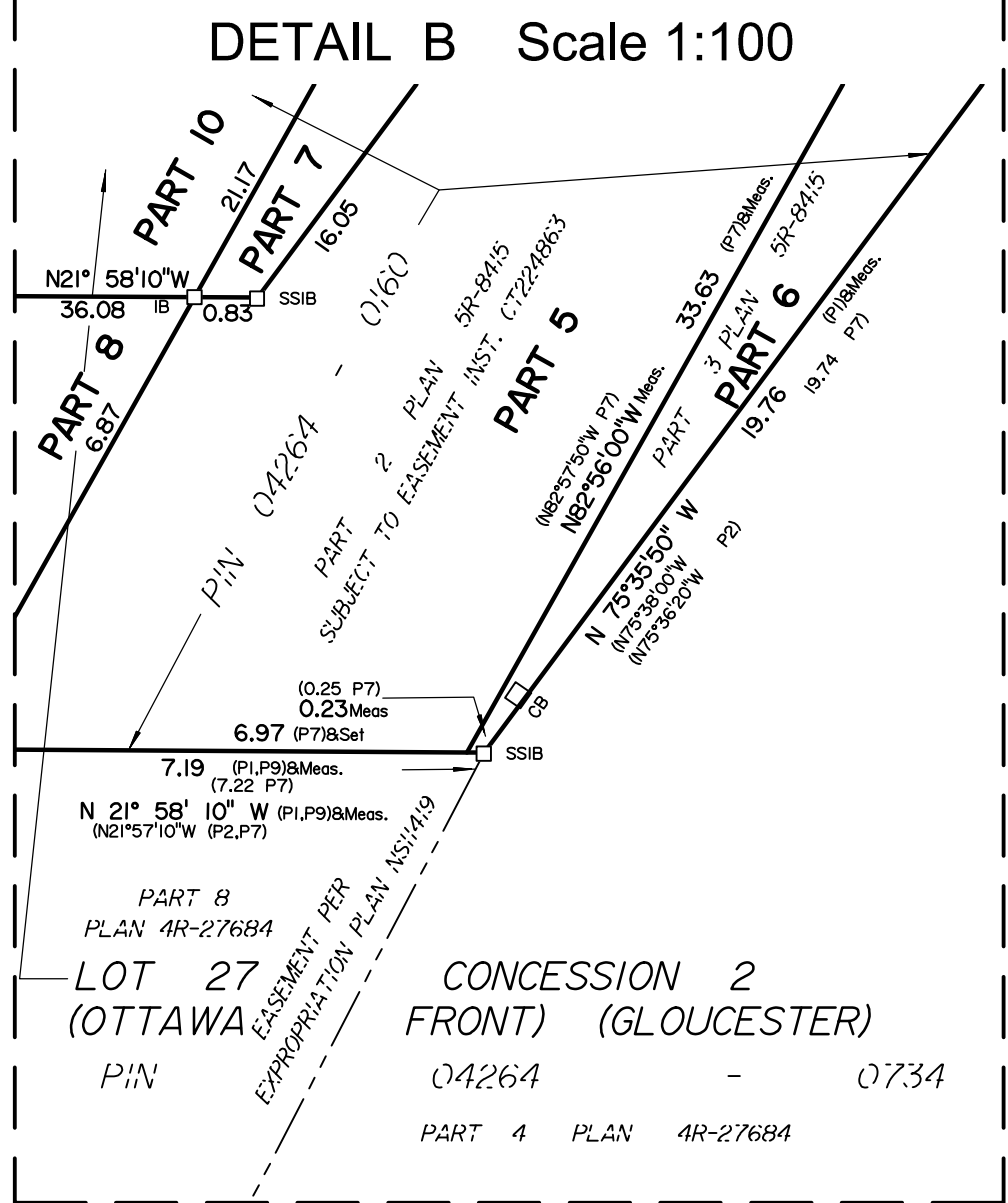 DETAIL B Scale 1:100
PART 10
21.17
PART 7
16.05
N21° 58'10"W
36.08
IB
0.83
SSIB
PART 8
6.87
PIN 04264 - 0160
PART 2 PLAN 5R-8415
SUBJECT TO EASEMENT INST. CT224863
PART 5
33.63 (P7)&Meas.
(N82°57'50"W P7)
N82°56'00"W Meas.
PART 3 PLAN 5R-8415
PART 6
19.76 (P1)&Meas.
19.74 P7)
N 75°35'50" W
(N75°38'00"W P2)
(N75°36'20"W
(0.25 P7)
0.23 Meas
CB
6.97 (P7)&Set
SSIB
7.19 (P1,P9)&Meas.
(7.22 P7)
N 21° 58' 10" W (P1,P9)&Meas.
(N21°57'10"W (P2,P7)
EASEMENT PER
EXPROPRIATION PLAN NS11419
PART 8
PLAN 4R-27684
LOT 27 CONCESSION 2
(OTTAWA FRONT) (GLOUCESTER)
PIN 04264 - 0734
PART 4 PLAN 4R-27684